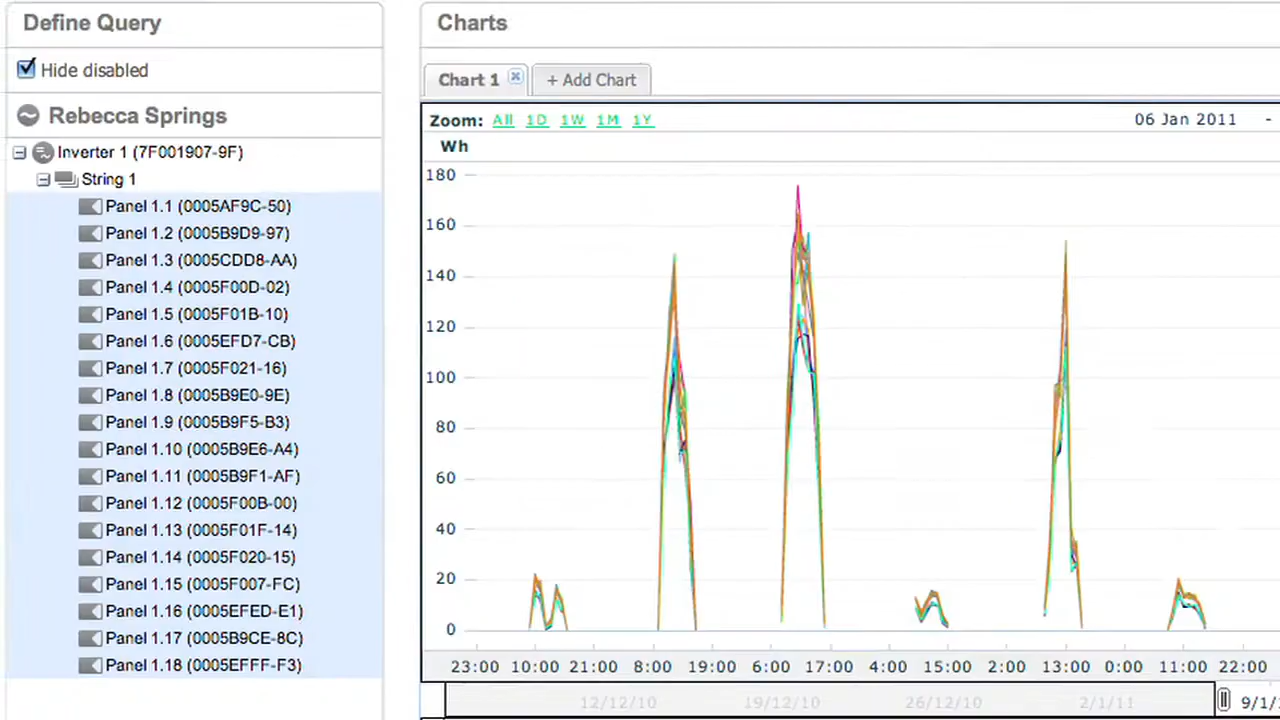 Define Query
Hide disabled
Rebecca Springs
Inverter 1 (7F001907-9F)
String 1
Panel 1.1 (0005AF9C-50)
Panel 1.2 (0005B9D9-97)
Panel 1.3 (0005CDD8-AA)
Panel 1.4 (0005F00D-02)
Panel 1.5 (0005F01B-10)
Panel 1.6 (0005EFD7-CB)
Panel 1.7 (0005F021-16)
Panel 1.8 (0005B9E0-9E)
Panel 1.9 (0005B9F5-B3)
Panel 1.10 (0005B9E6-A4)
Panel 1.11 (0005B9F1-AF)
Panel 1.12 (0005F00B-00)
Panel 1.13 (0005F01F-14)
Panel 1.14 (0005F020-15)
Panel 1.15 (0005F007-FC)
Panel 1.16 (0005EFED-E1)
Panel 1.17 (0005B9CE-8C)
Panel 1.18 (0005EFFF-F3)
Charts
Chart 1 + Add Chart
Zoom: All 1D 1W 1M 1Y 06 Jan 2011 -
Wh
180
160
140
120
100
80
60
40
20
0
23:00 10:00 21:00 8:00 19:00 6:00 17:00 4:00 15:00 2:00 13:00 0:00 11:00 22:00
12/12/10 19/12/10 26/12/10 2/1/11 9/1/